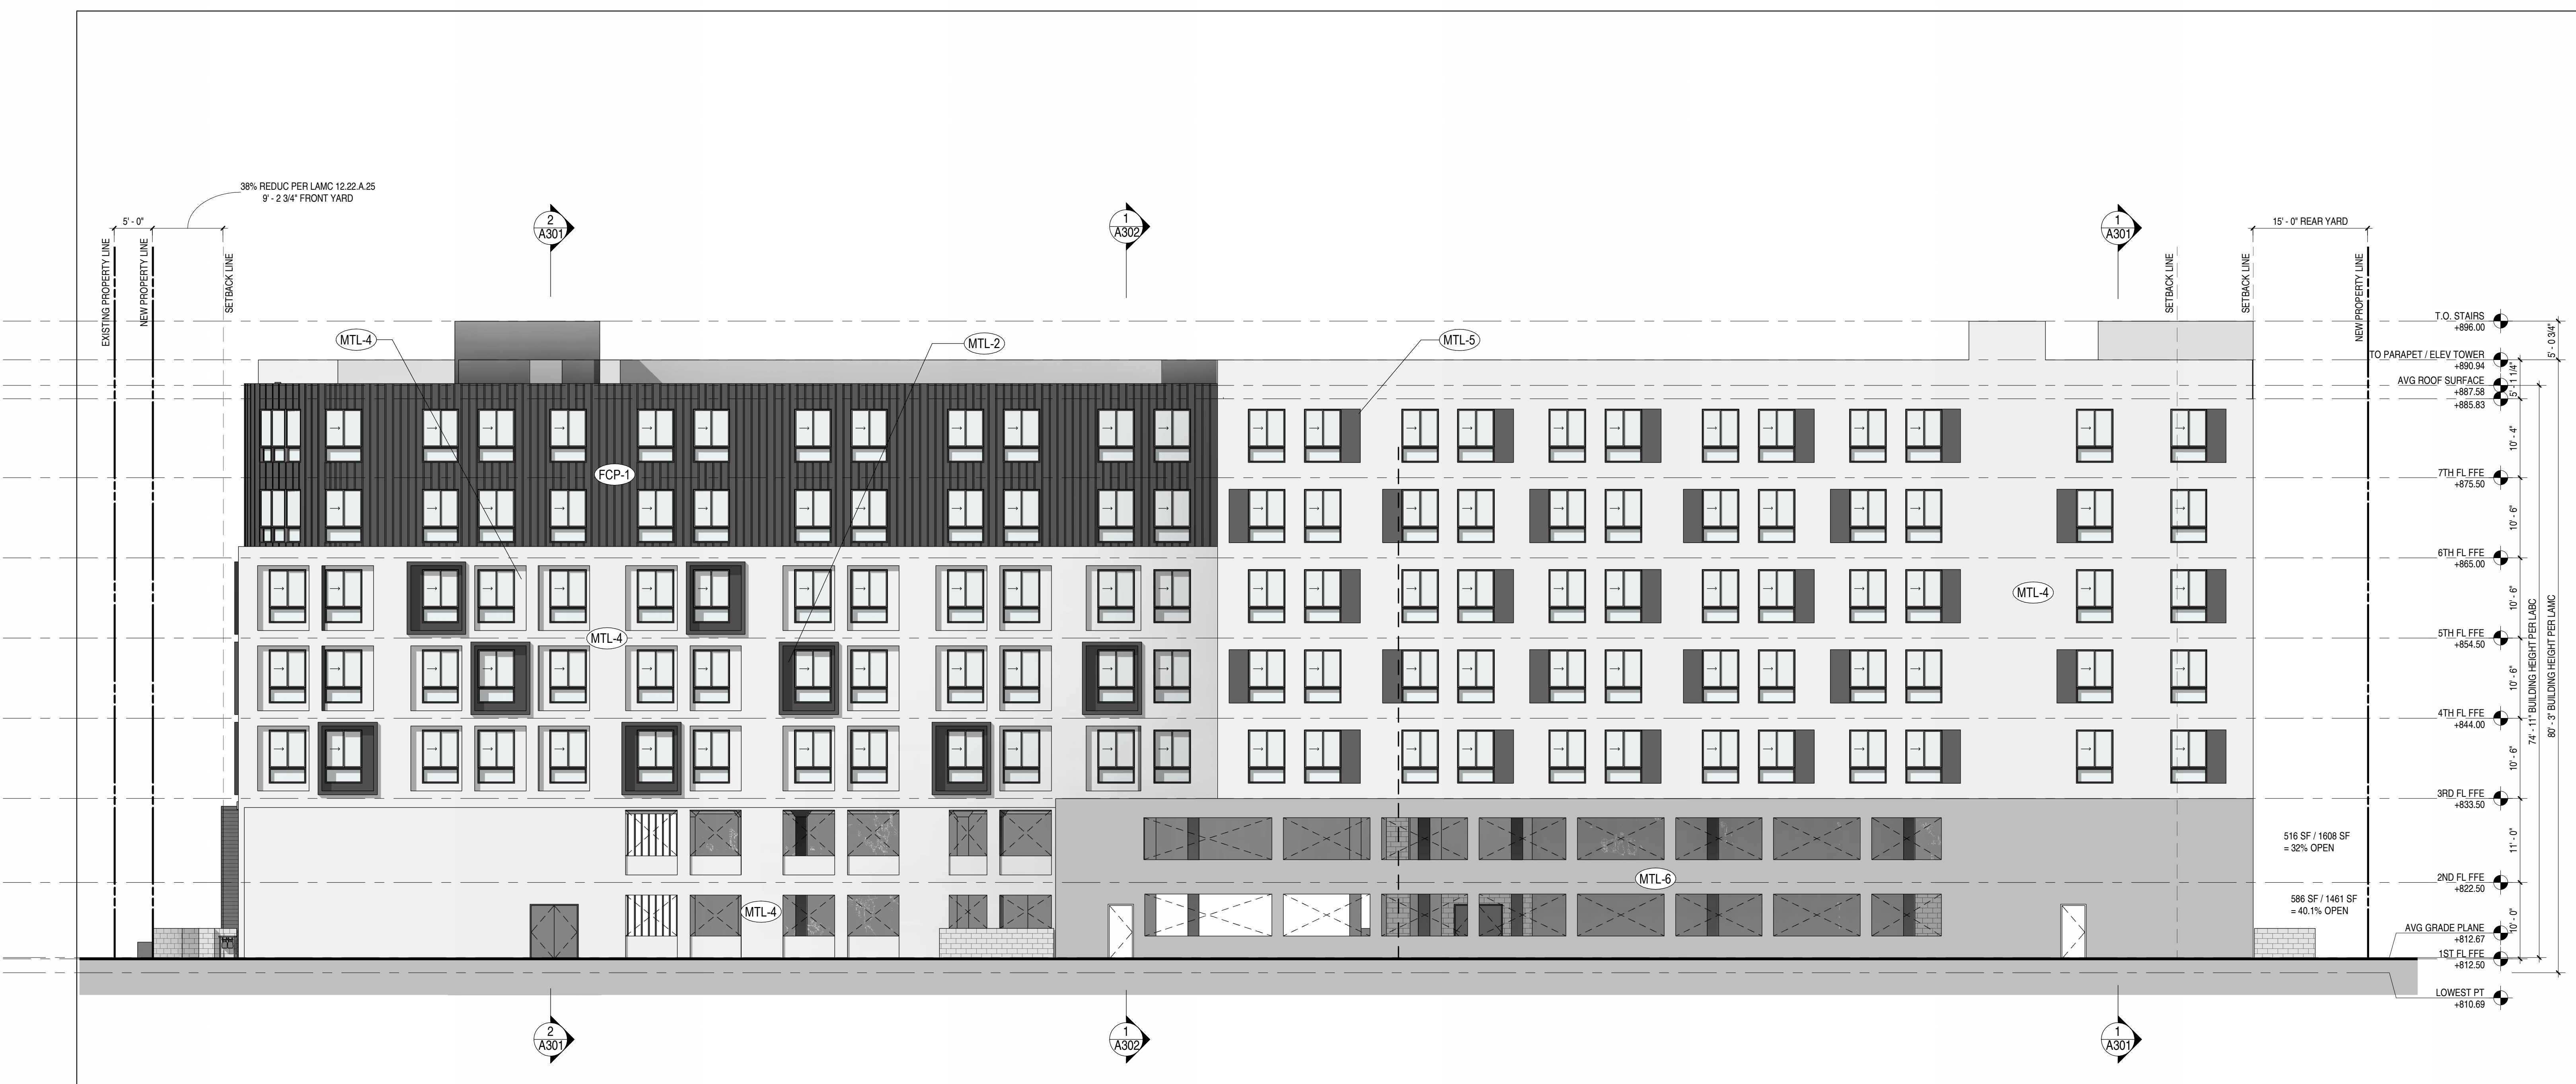 38% REDUC PER LAMC 12.22.A.25
9' - 2 3/4" FRONT YARD
5' - 0"
EXISTING PROPERTY LINE
NEW PROPERTY LINE
SETBACK LINE
2
A301
1
A302
1
A301
15' - 0" REAR YARD
SETBACK LINE
SETBACK LINE
NEW PROPERTY LINE
MTL-4
MTL-2
MTL-5
FCP-1
MTL-4
MTL-4
MTL-4
MTL-6
T.O. STAIRS
+896.00
5' - 0 3/4"
TO PARAPET / ELEV TOWER
+890.94
5' - 1 1/4"
AVG ROOF SURFACE
+887.58
+885.83
10' - 4"
7TH FL FFE
+875.50
10' - 6"
6TH FL FFE
+865.00
10' - 6"
5TH FL FFE
+854.50
10' - 6"
4TH FL FFE
+844.00
10' - 6"
3RD FL FFE
+833.50
11' - 0"
2ND FL FFE
+822.50
10' - 0"
AVG GRADE PLANE
+812.67
1ST FL FFE
+812.50
LOWEST PT
+810.69
74' - 11" BUILDING HEIGHT PER LABC
80' - 3" BUILDING HEIGHT PER LAMC
516 SF / 1608 SF
= 32% OPEN
586 SF / 1461 SF
= 40.1% OPEN
2
A301
1
A302
1
A301